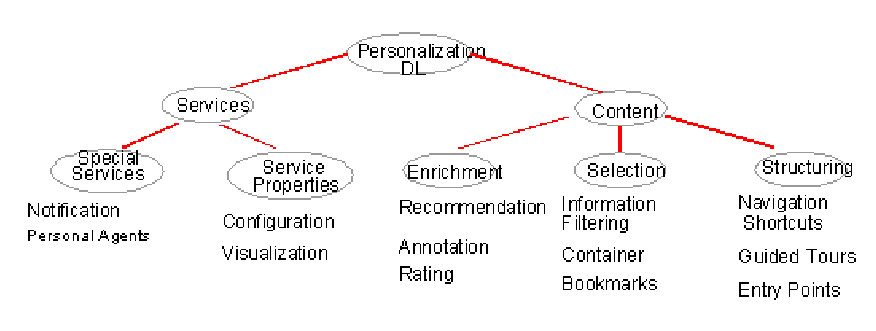 Personalization
DL
Services
Content
Special
Services
Service
Properties
Enrichment
Selection
Structuring
Notification
Personal Agents
Configuration
Visualization
Recommendation
Annotation
Rating
Information
Filtering
Container
Bookmarks
Navigation
Shortcuts
Guided Tours
Entry Points